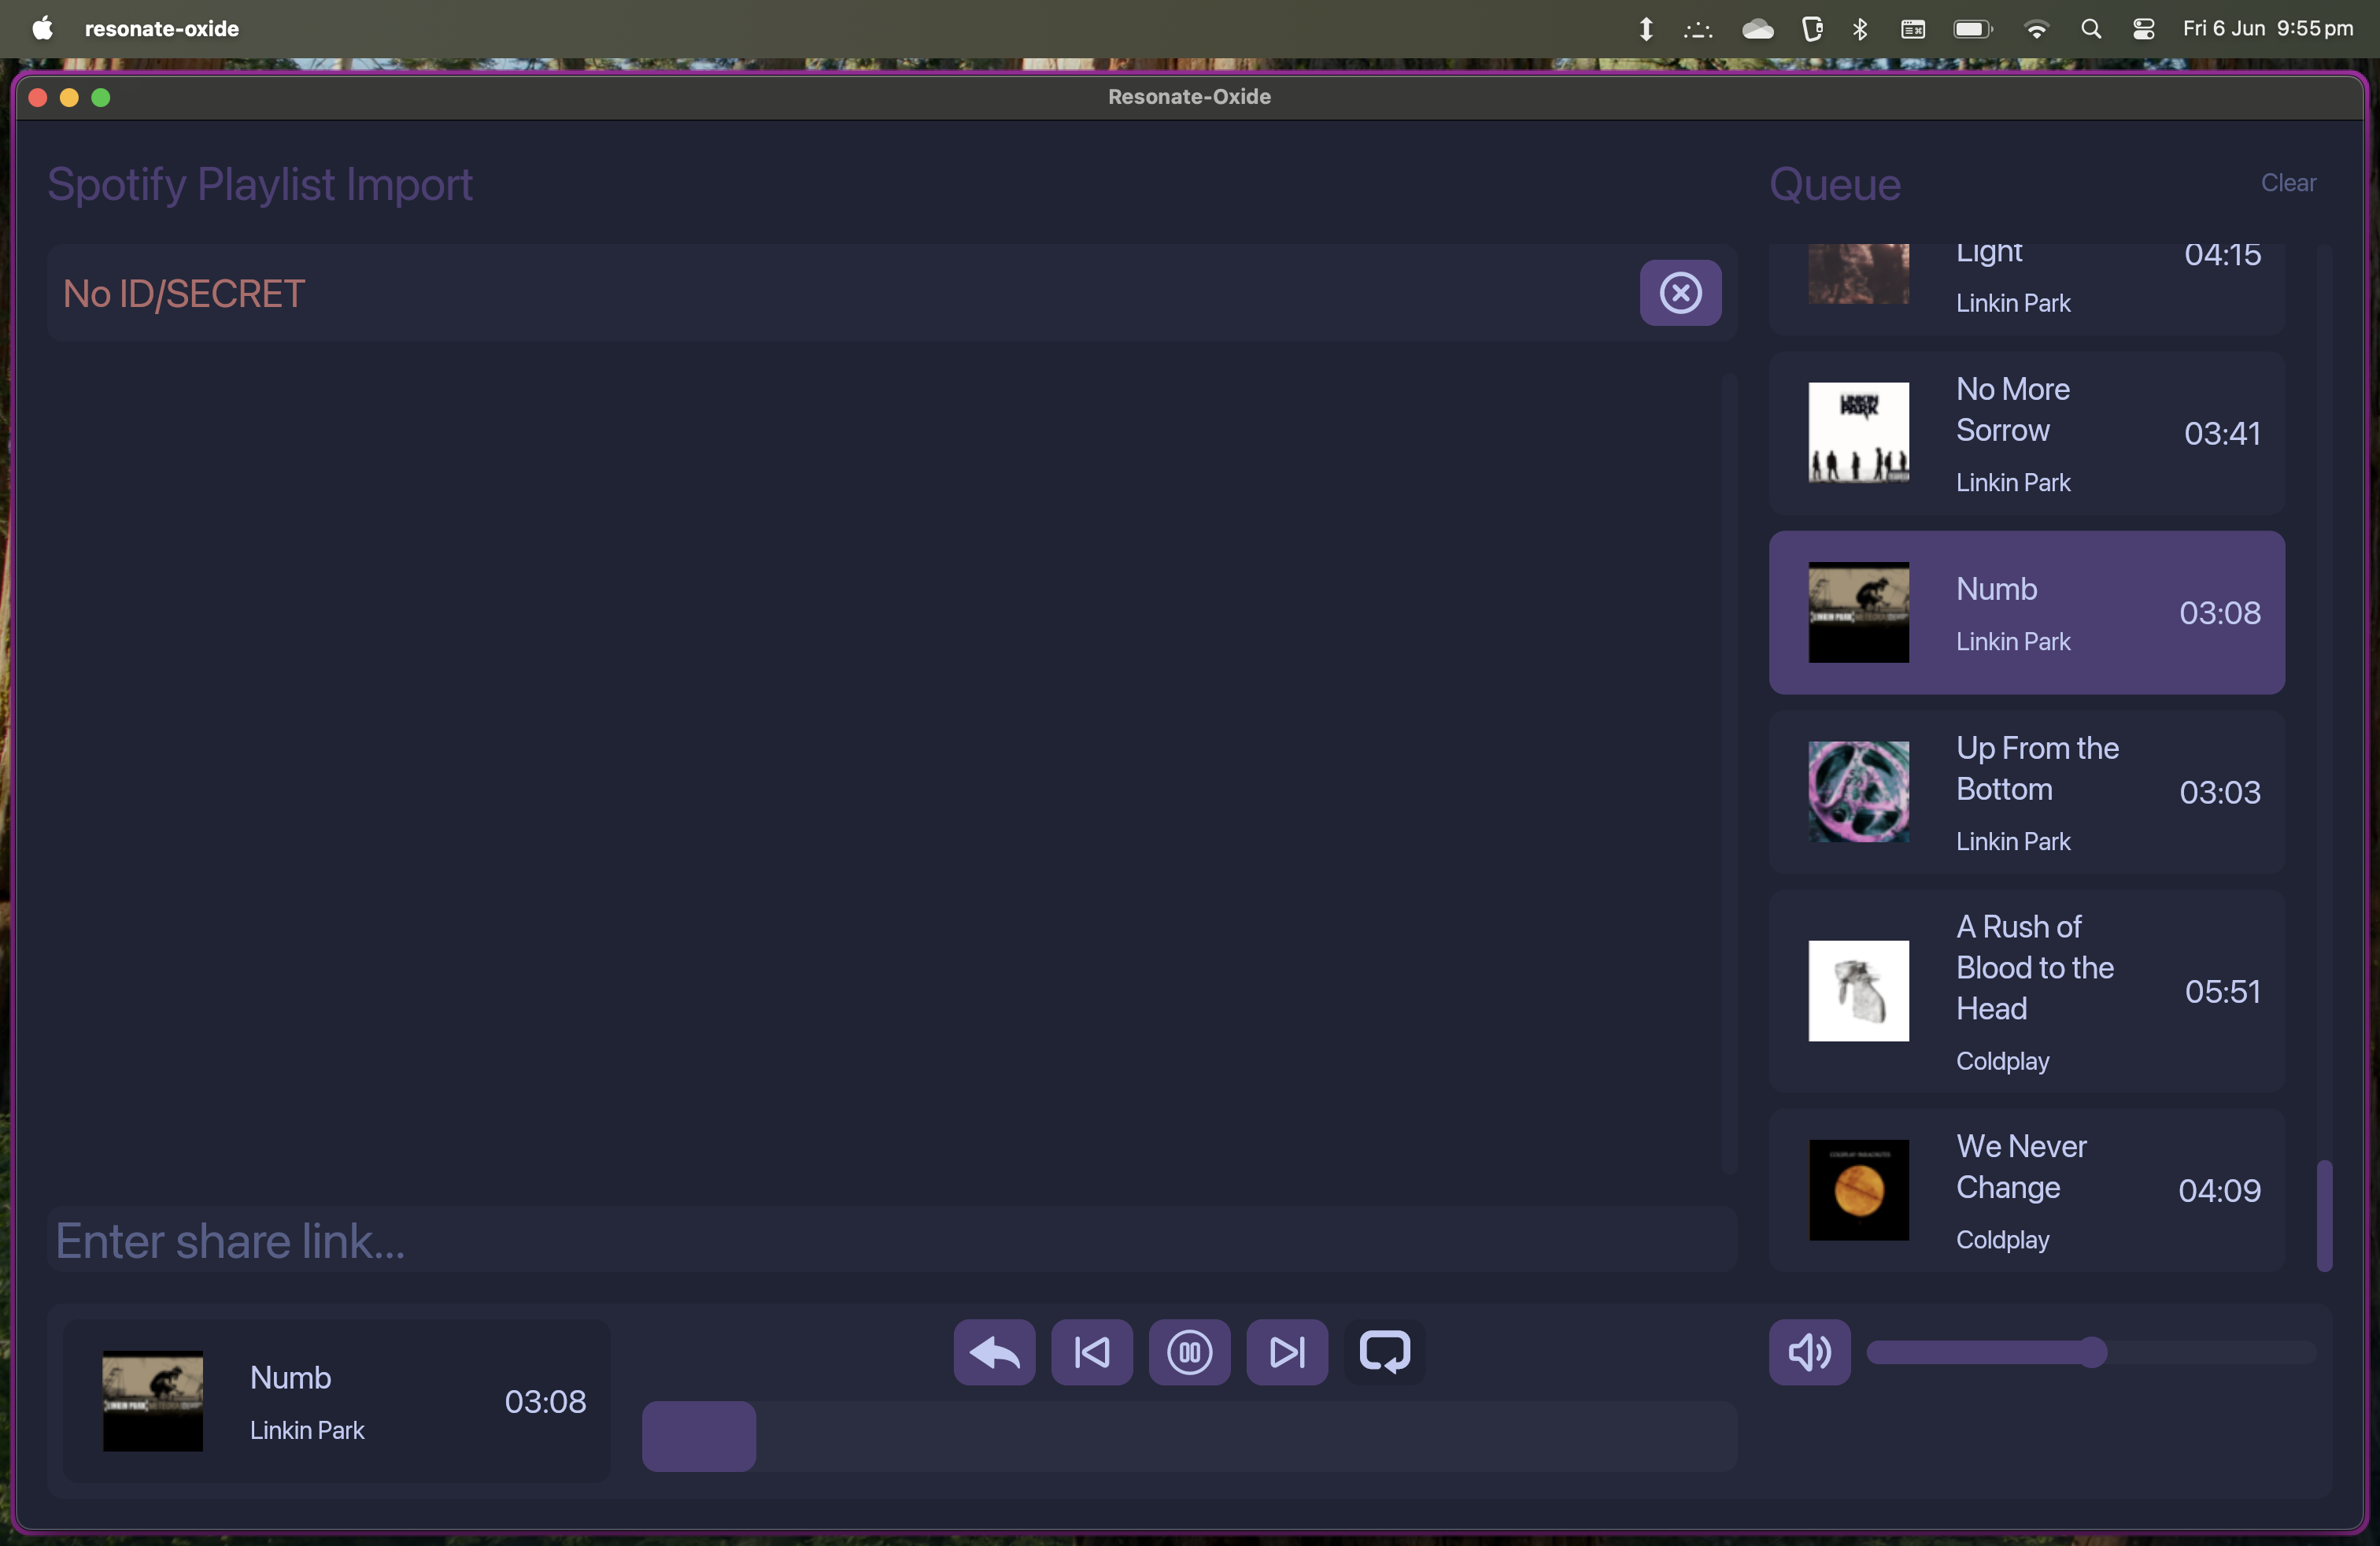 resonate-oxide
Fri 6 Jun 9:55 pm
Resonate-Oxide
Spotify Playlist Import
No ID/SECRET
Enter share link...
Queue
Clear
Light
04:15
Linkin Park
LINKIN
PARK
No More
Sorrow
03:41
Linkin Park
Numb
03:08
Linkin Park
Up From the
Bottom
03:03
Linkin Park
A Rush of
Blood to the
Head
05:51
Coldplay
We Never
Change
04:09
Coldplay
Numb
03:08
Linkin Park